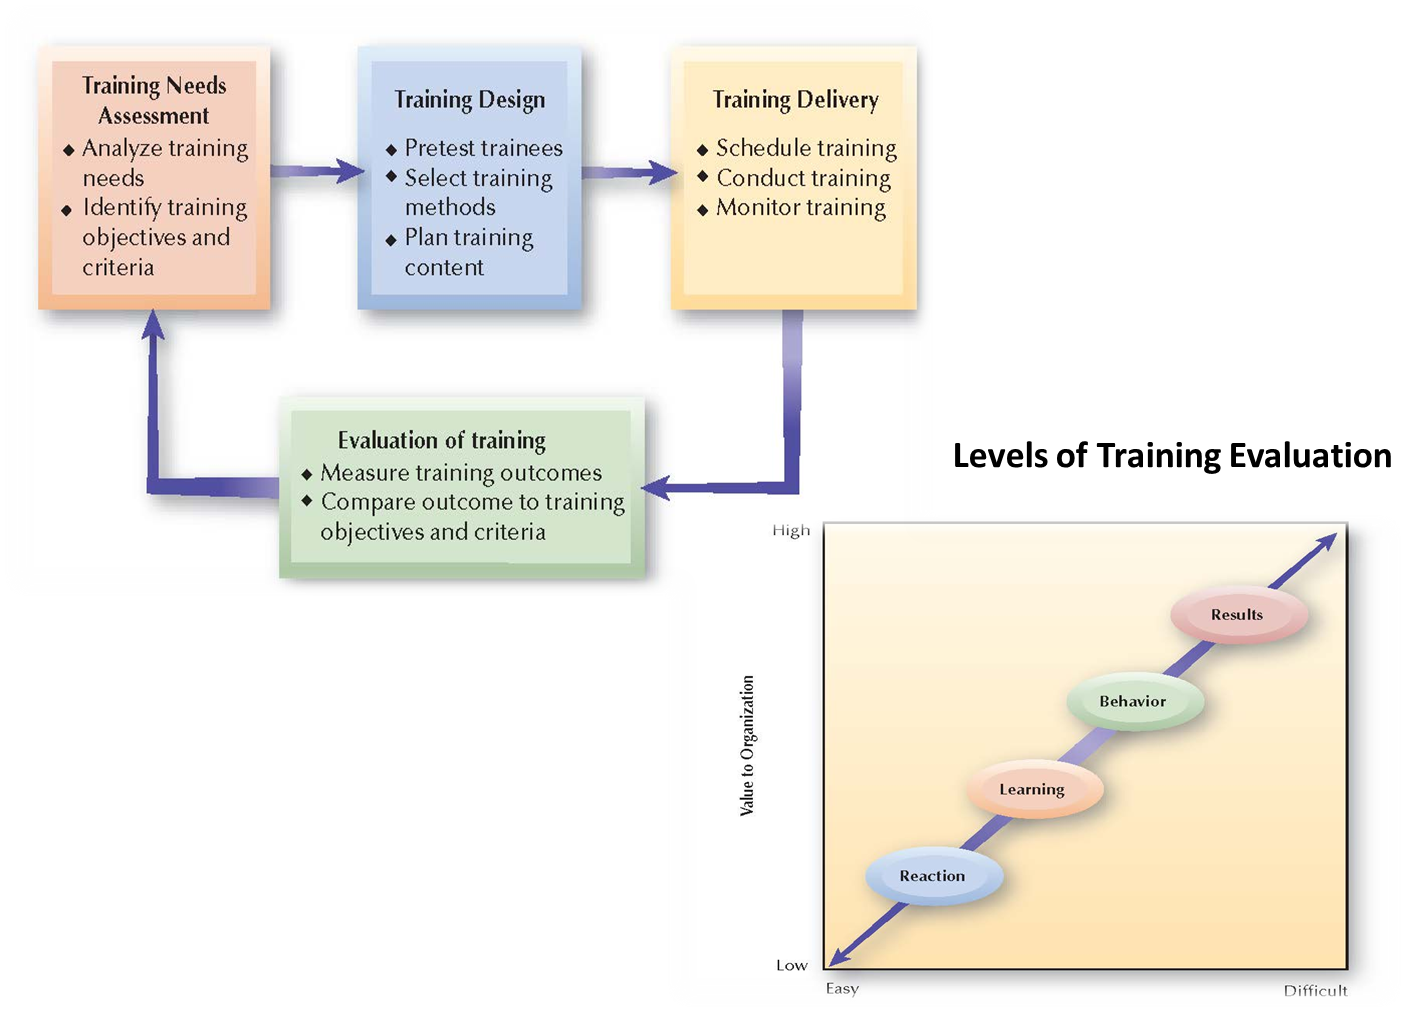 Training Needs
Assessment
◆ Analyze training
needs
◆ Identify training
objectives and
criteria
Training Design
◆ Pretest trainees
◆ Select training
methods
◆ Plan training
content
Training Delivery
◆ Schedule training
◆ Conduct training
◆ Monitor training
Evaluation of training
◆ Measure training outcomes
◆ Compare outcome to training
objectives and criteria
Levels of Training Evaluation
High
Value to Organization
Results
Behavior
Learning
Reaction
Low
Easy
Difficult